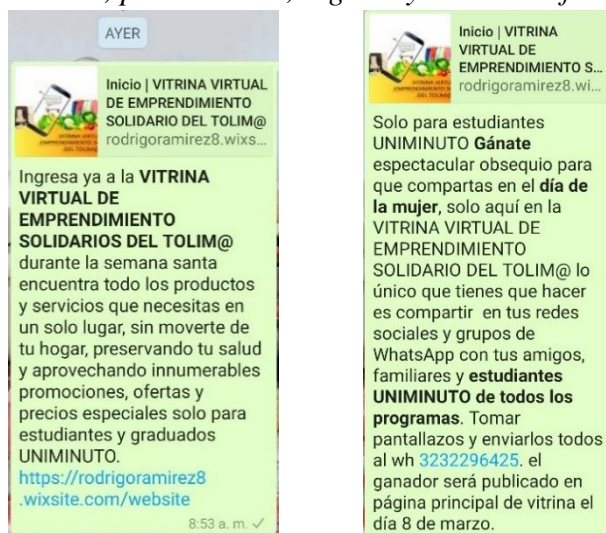 AYER
Inicio | VITRINA VIRTUAL
DE EMPRENDIMIENTO
SOLIDARIO DEL TOLIM@
rodrigoramirez8.wixs...
Ingresa ya a la VITRINA
VIRTUAL DE
EMPRENDIMIENTO
SOLIDARIOS DEL TOLIM@
durante la semana santa
encuentra todo los productos
y servicios que necesitas en
un solo lugar, sin moverte de
tu hogar, preservando tu salud
y aprovechando innumerables
promociones, ofertas y
precios especiales solo para
estudiantes y graduados
UNIMINUTO.
https://rodrigoramirez8
.wixsite.com/website
8:53 a. m.
Inicio | VITRINA
VIRTUAL DE
EMPRENDIMIENTO S...
rodrigoramirez8.wi...
Solo para estudiantes
UNIMINUTO Gánate
espectacular obsequio para
que compartas en el día de
la mujer, solo aquí en la
VITRINA VIRTUAL DE
EMPRENDIMIENTO
SOLIDARIO DEL TOLIM@ lo
único que tienes que hacer
es compartir en tus redes
sociales y grupos de
WhatsApp con tus amigos,
familiares y estudiantes
UNIMINUTO de todos los
programas. Tomar
pantallazos y enviarlos todos
al wh 3232296425. el
ganador será publicado en
página principal de vitrina el
día 8 de marzo.